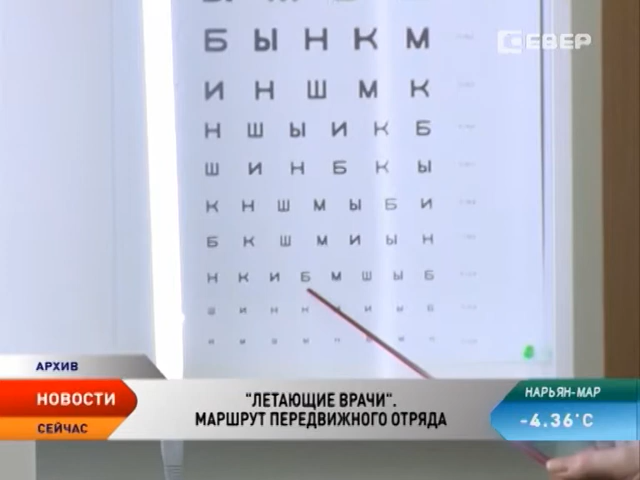 Б Ы Н К М
СЕВЕР
И Н Ш М К
Н Ш Ы И К Б
Ш И Н Б К Ы
К Н Ш М Ы Б И
Б К Ш М И Ы Н
Н К И Б М Ш Ы Б
АРХИВ
НОВОСТИ
СЕЙЧАС
"ЛЕТАЮЩИЕ ВРАЧИ".
МАРШРУТ ПЕРЕДВИЖНОГО ОТРЯДА
НАРЬЯН-МАР
-4.36°C